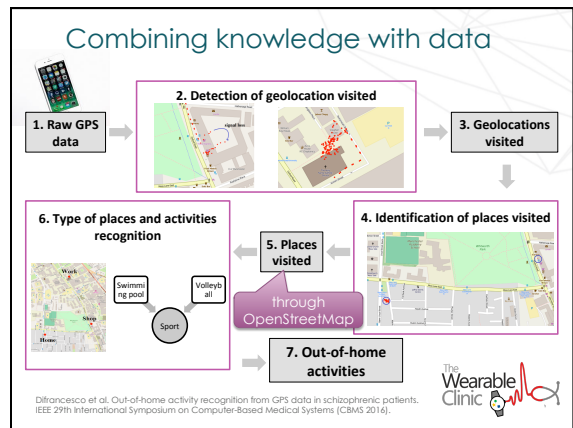 Combining knowledge with data
2. Detection of geolocation visited
signal loss
1. Raw GPS
data
3. Geolocations
visited
6. Type of places and activities
recognition
Work
Shop
Home
Swimmi
ng pool
Volleyb
all
Sport
5. Places
visited
through
OpenStreetMap
4. Identification of places visited
7. Out-of-home
activities
Difrancesco et al. Out-of-home activity recognition from GPS data in schizophrenic patients.
IEEE 29th International Symposium on Computer-Based Medical Systems (CBMS 2016).
The
Wearable
Clinic